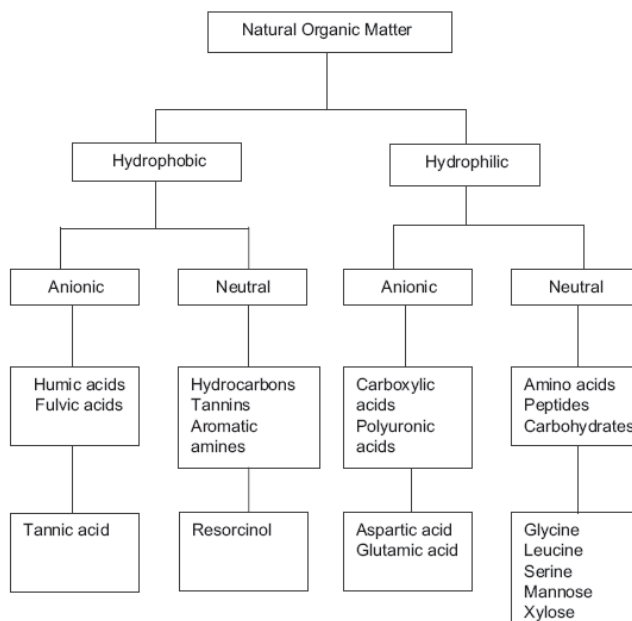 Natural Organic Matter
Hydrophobic
Hydrophilic
Anionic
Neutral
Anionic
Neutral
Humic acids
Fulvic acids
Hydrocarbons
Tannins
Aromatic
amines
Carboxylic
acids
Polyuronic
acids
Amino acids
Peptides
Carbohydrates
Tannic acid
Resorcinol
Aspartic acid
Glutamic acid
Glycine
Leucine
Serine
Mannose
Xylose